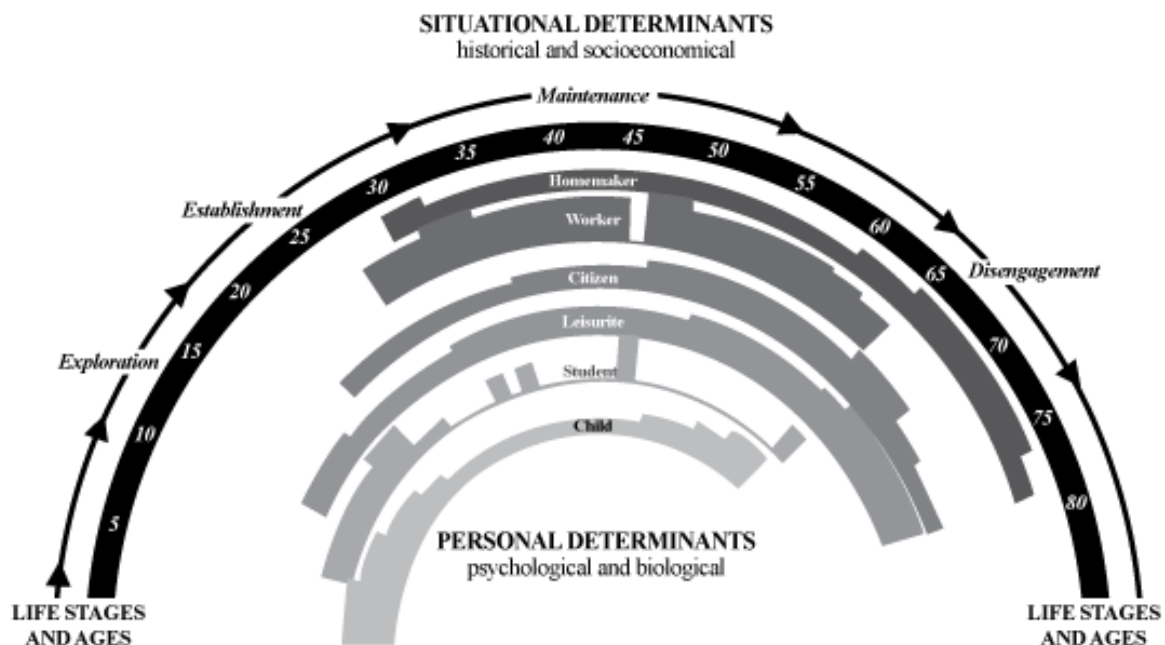 SITUATIONAL DETERMINANTS
historical and socioeconomical
Maintenance
Establishment
Exploration
Disengagement
5
10
15
20
25
30
35
40
45
50
55
60
65
70
75
80
Homemaker
Worker
Citizen
Leisurite
Student
Child
PERSONAL DETERMINANTS
psychological and biological
LIFE STAGES
AND AGES
LIFE STAGES
AND AGES